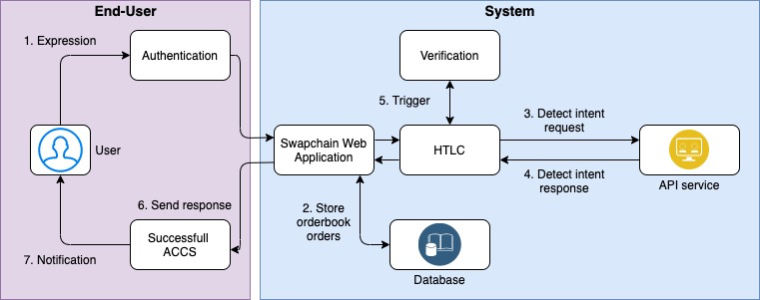 End-User
System
1. Expression
Authentication
Verification
5. Trigger
3. Detect intent
request
User
Swapchain Web
Application
HTLC
4. Detect intent
response
API service
6. Send response
2. Store
orderbook
orders
Successfull
ACCS
7. Notification
Database